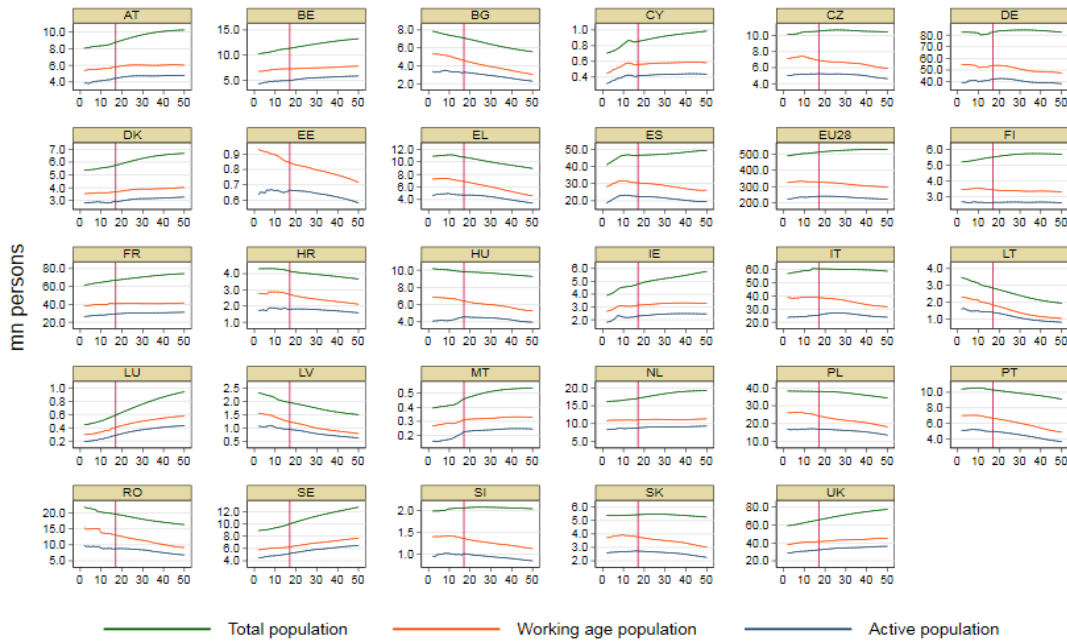 AT BE BG CY CZ DE
10.0 8.0 6.0 4.0
15.0 10.0 5.0
8.0 6.0 4.0 2.0
1.0 0.8 0.6 0.4
10.0 8.0 6.0 4.0
80.0 70.0 60.0 50.0 40.0
0 10 20 30 40 50 0 10 20 30 40 50 0 10 20 30 40 50 0 10 20 30 40 50 0 10 20 30 40 50 0 10 20 30 40 50
DK EE EL ES EU28 FI
7.0 6.0 5.0 4.0 3.0
0.9 0.8 0.7 0.6
12.0 10.0 8.0 6.0 4.0
50.0 40.0 30.0 20.0
500.0 400.0 300.0 200.0
6.0 5.0 4.0 3.0
0 10 20 30 40 50 0 10 20 30 40 50 0 10 20 30 40 50 0 10 20 30 40 50 0 10 20 30 40 50 0 10 20 30 40 50
mn persons
FR HR HU IE IT LT
80.0 60.0 40.0 20.0
4.0 3.0 2.0 1.0
10.0 8.0 6.0 4.0
6.0 5.0 4.0 3.0 2.0
60.0 50.0 40.0 30.0 20.0
4.0 3.0 2.0 1.0
0 10 20 30 40 50 0 10 20 30 40 50 0 10 20 30 40 50 0 10 20 30 40 50 0 10 20 30 40 50 0 10 20 30 40 50
LU LV MT NL PL PT
1.0 0.8 0.6 0.4 0.2
2.5 2.0 1.5 1.0 0.5
0.5 0.4 0.3 0.2
20.0 15.0 10.0 5.0
40.0 30.0 20.0 10.0
10.0 8.0 6.0 4.0
0 10 20 30 40 50 0 10 20 30 40 50 0 10 20 30 40 50 0 10 20 30 40 50 0 10 20 30 40 50 0 10 20 30 40 50
RO SE SI SK UK
20.0 15.0 10.0 5.0
12.0 10.0 8.0 6.0 4.0
2.0 1.5 1.0
6.0 5.0 4.0 3.0 2.0
80.0 60.0 40.0 20.0
0 10 20 30 40 50 0 10 20 30 40 50 0 10 20 30 40 50 0 10 20 30 40 50 0 10 20 30 40 50
Total population Working age population Active population